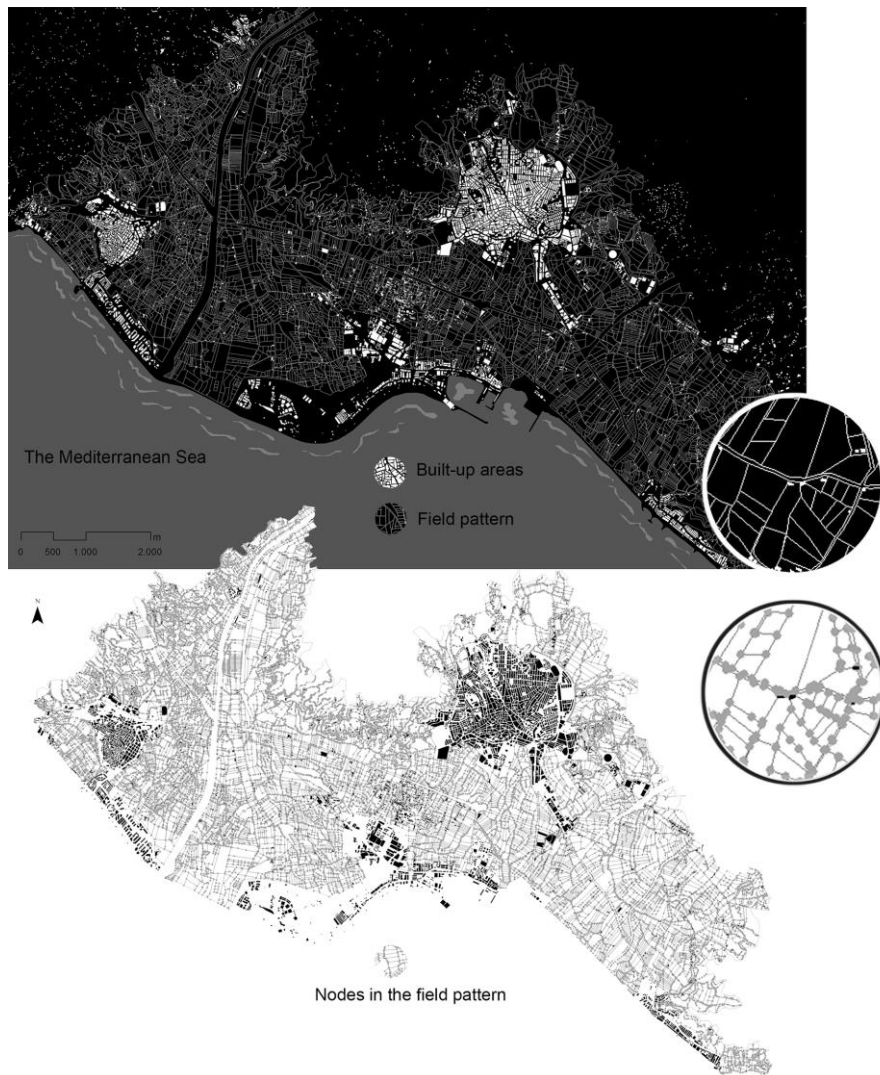 The Mediterranean Sea
Built-up areas
Field pattern
m
0 500 1.000 2.000
N
Nodes in the field pattern